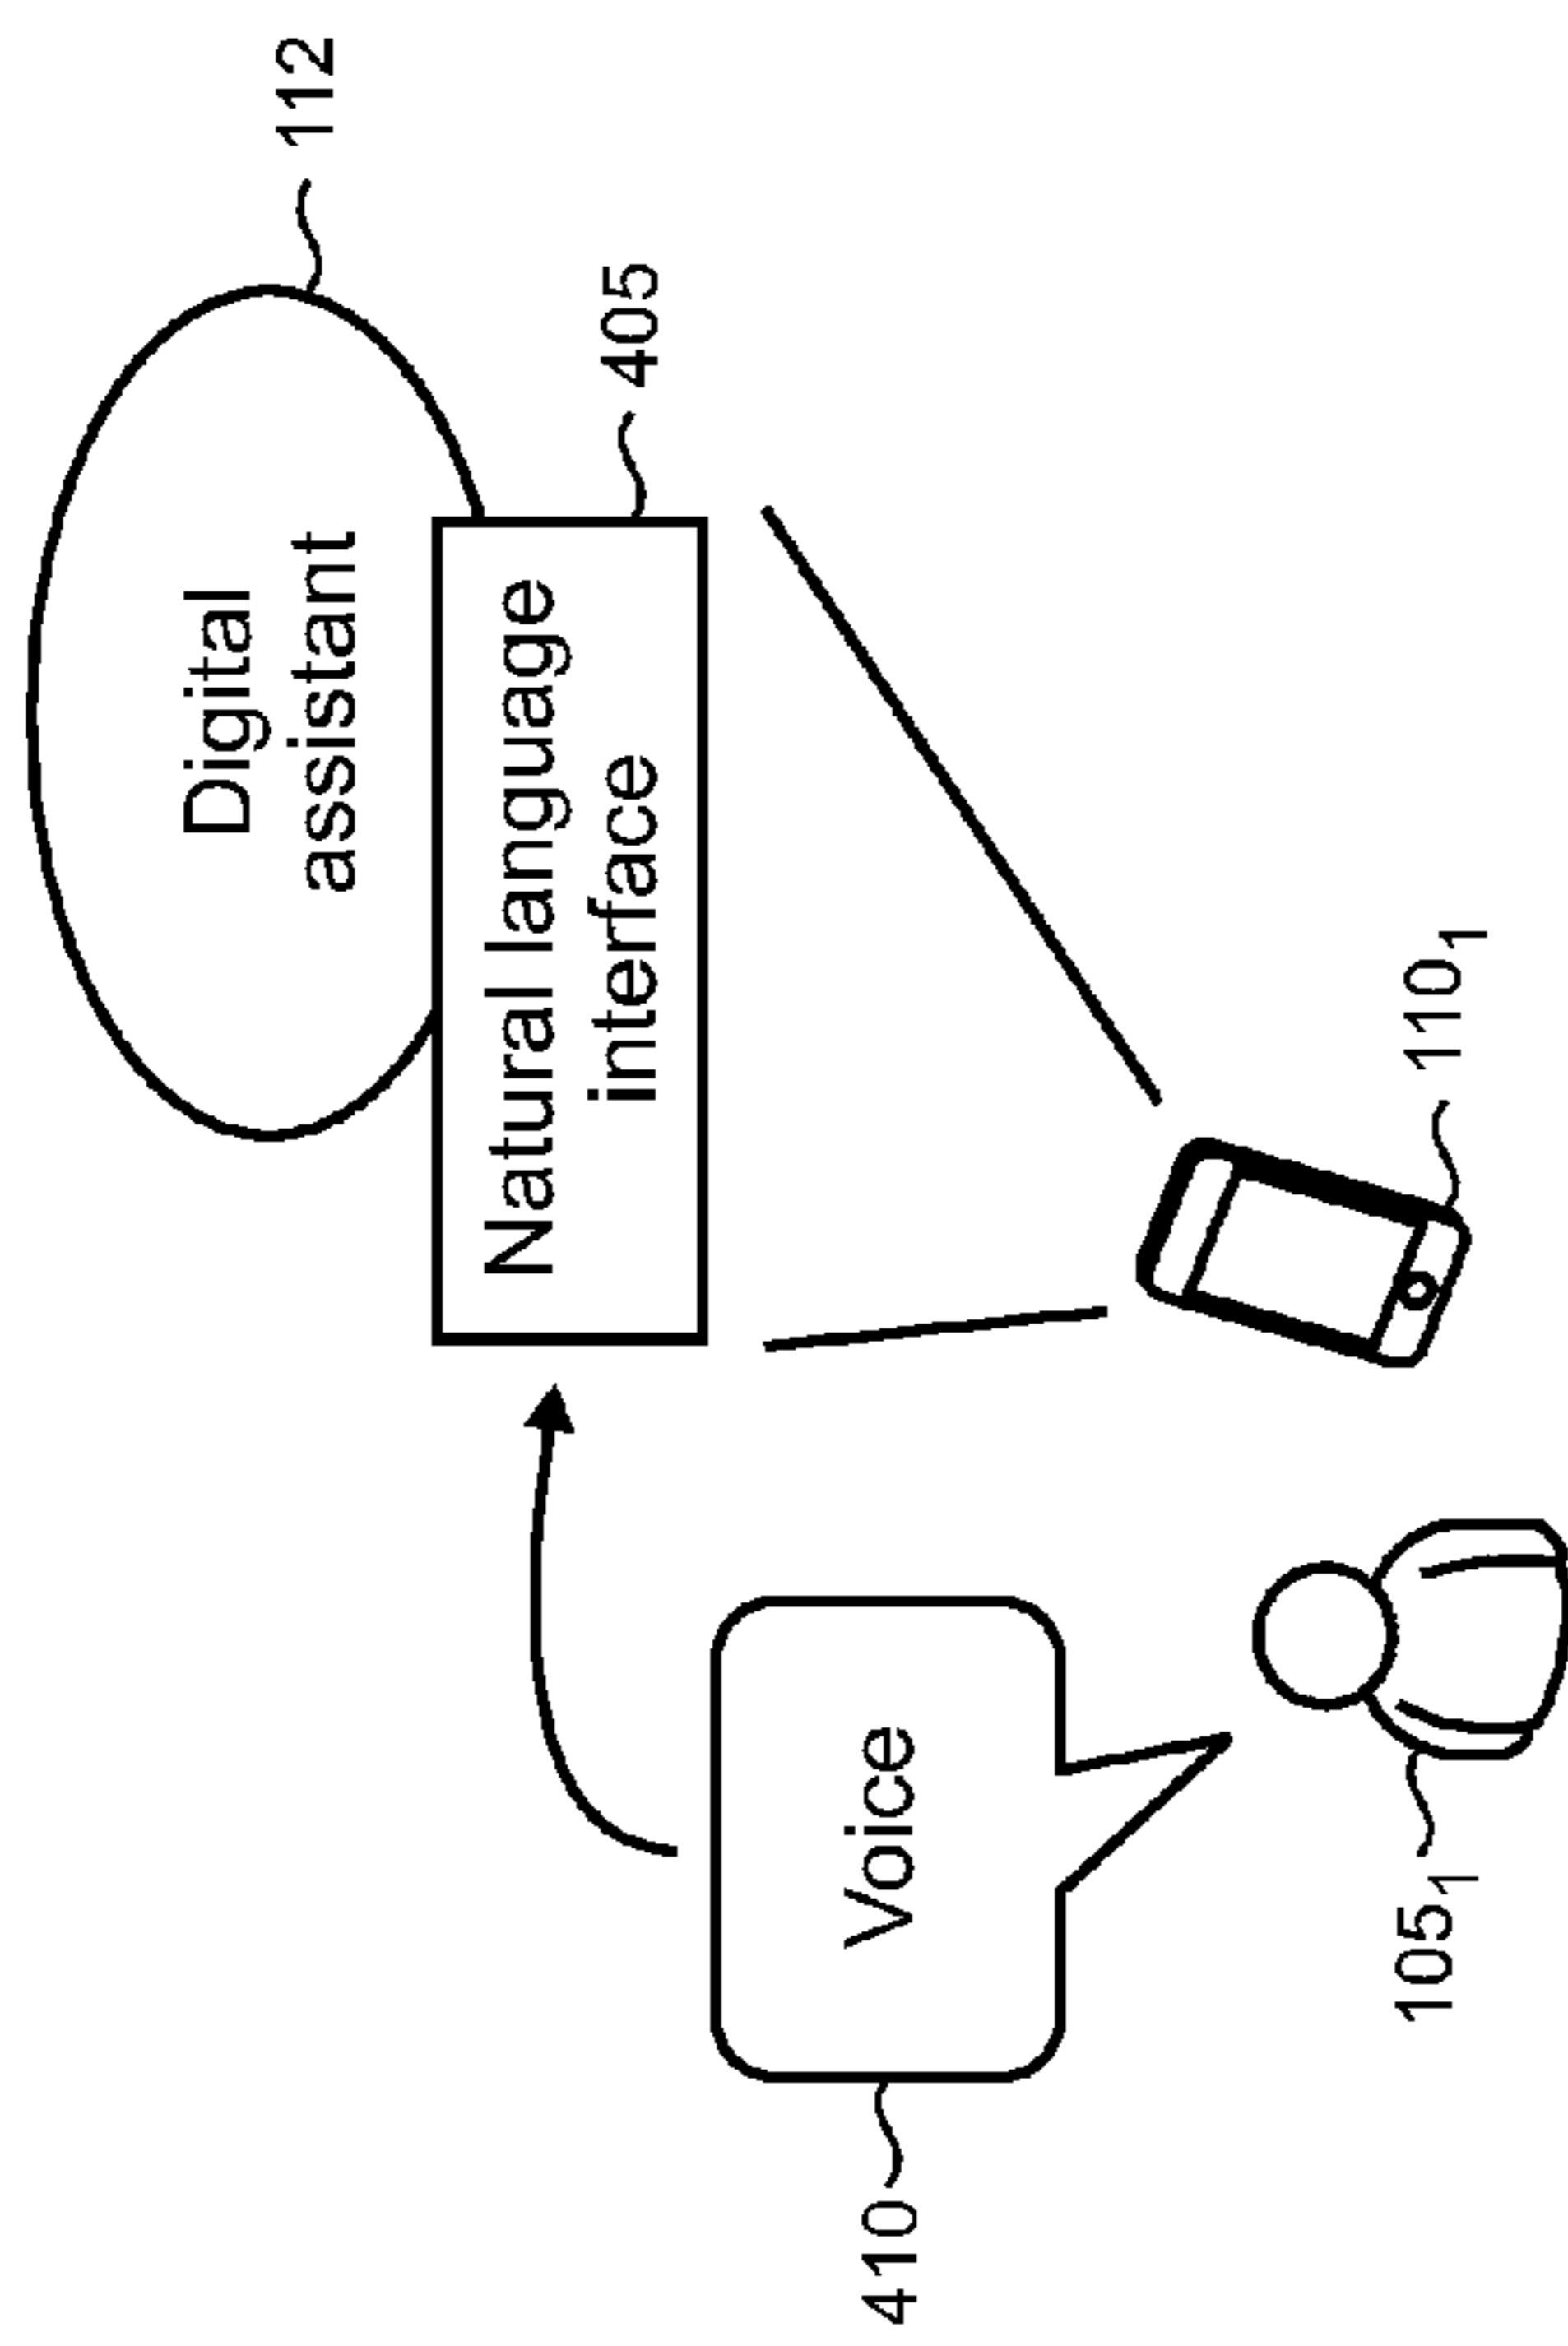 112
Digital
assistant
405
Natural language
interface
Voice
410
110₁
105₁